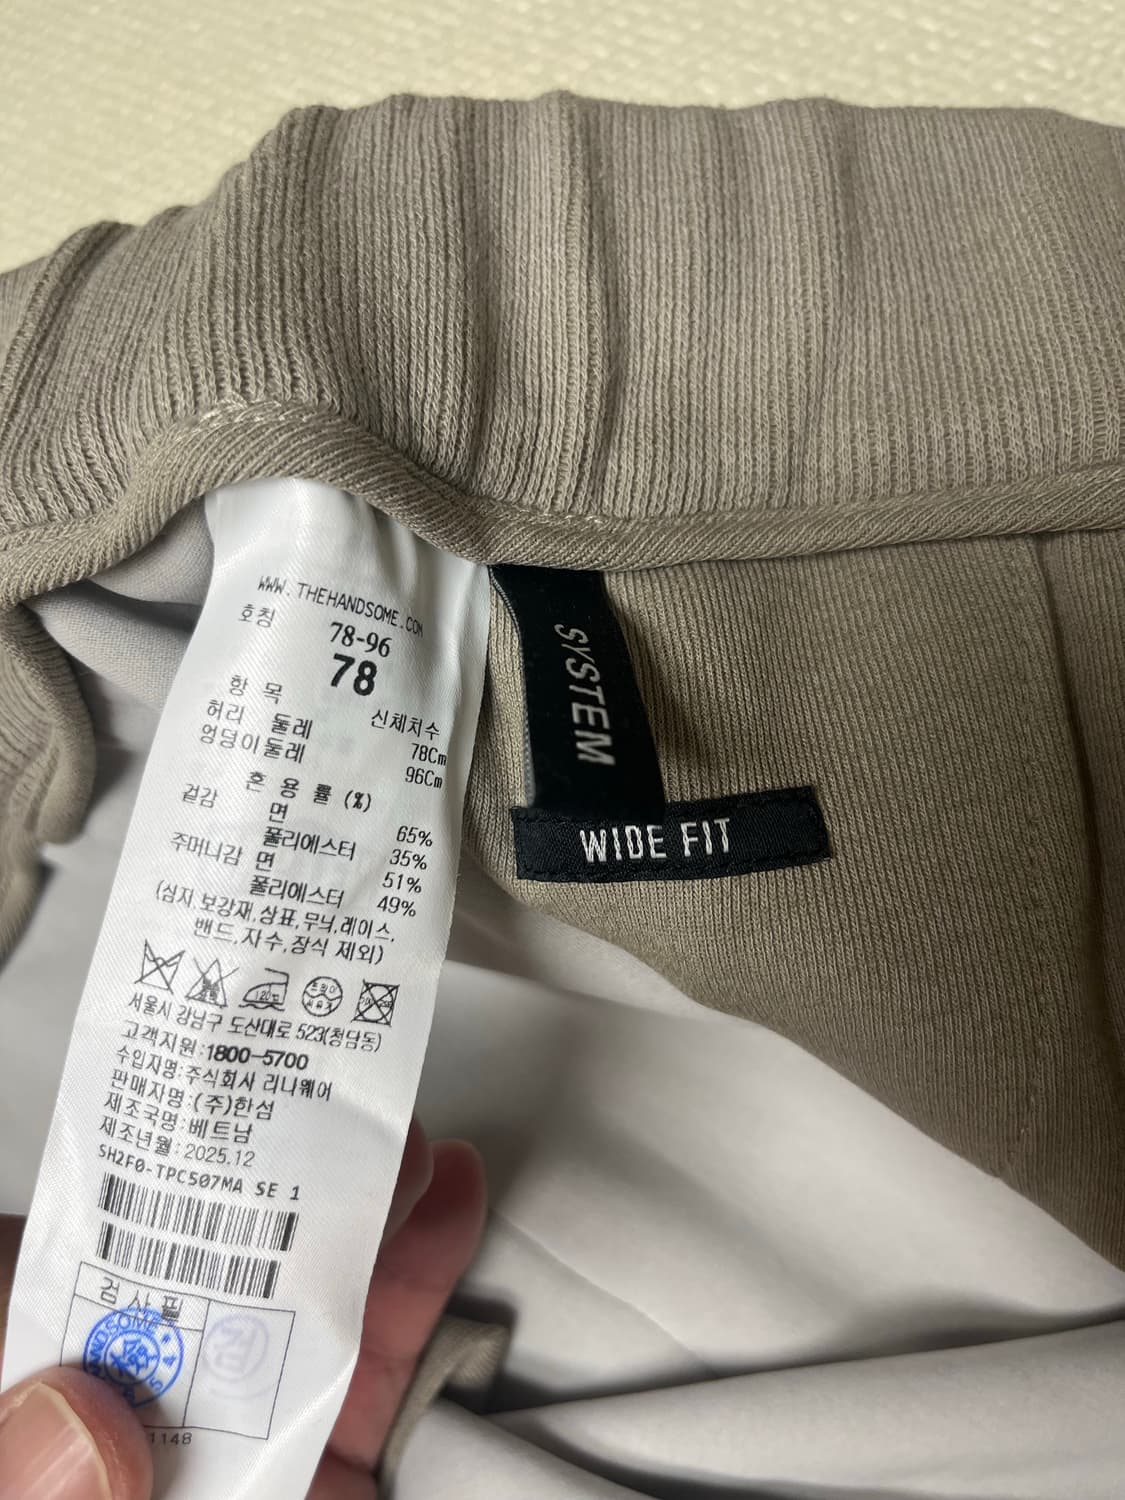 WWW.THEHANDSOME.COM
호칭 78-96
78
항 목 신체치수
허리 둘레 78Cm
엉덩이둘레 96Cm
혼 용 률 (%)
겉감 면 65%
폴리에스터 35%
주머니감 면 51%
폴리에스터 49%
(심지,보강재,상표,무늬,레이스,
밴드,자수,장식 제외)
120℃
서울시 강남구 도산대로 523(청담동)
고객지원:1800-5700
수입자명:주식회사 리니웨어
판매자명:(주)한섬
제조국명:베트남
제조년월:2025.12
SH2F0-TPC507MA SE 1
검 사 필
HANDSOME
검
1148
SYSTEM
WIDE FIT